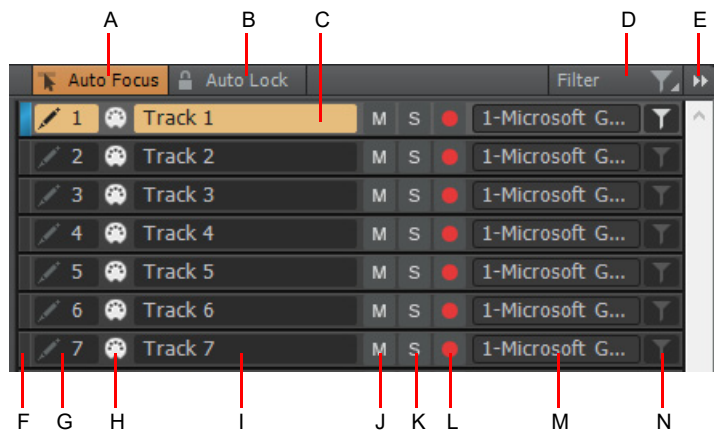 A B C D E
Auto Focus Auto Lock Filter
1 Track 1 M S 1-Microsoft G...
2 Track 2 M S 1-Microsoft G...
3 Track 3 M S 1-Microsoft G...
4 Track 4 M S 1-Microsoft G...
5 Track 5 M S 1-Microsoft G...
6 Track 6 M S 1-Microsoft G...
7 Track 7 M S 1-Microsoft G...
F G H I J K L M N